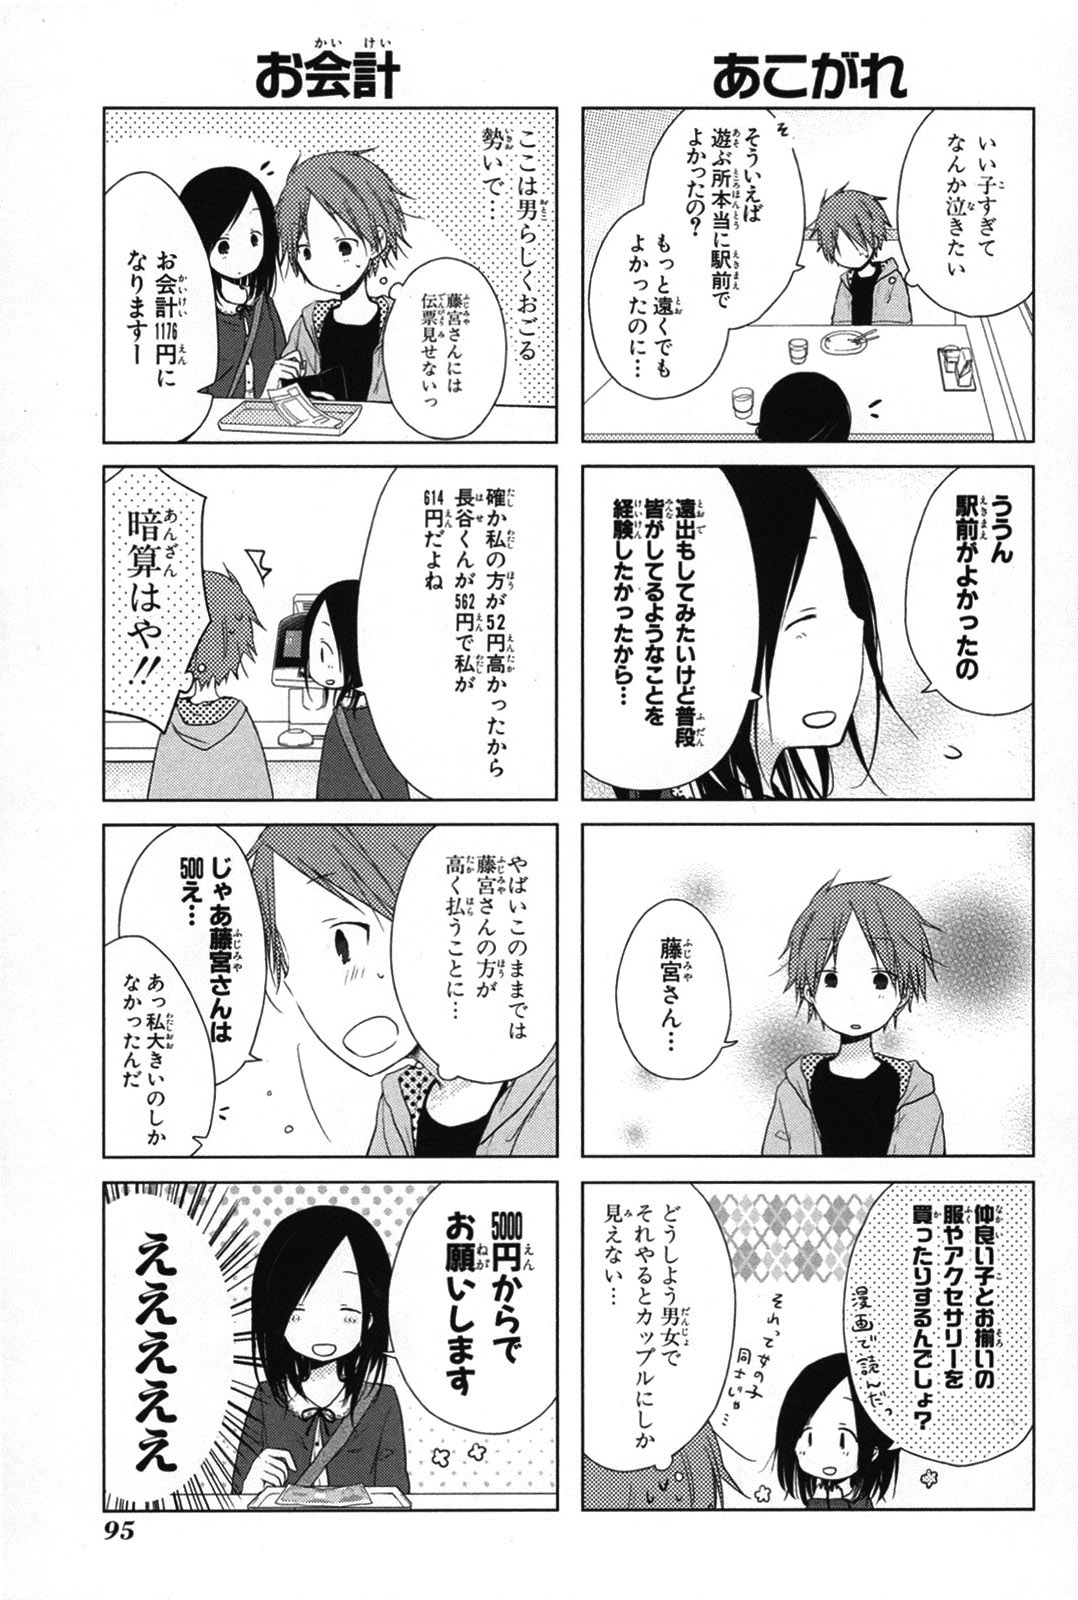 あこがれ
いい子すぎて
なんか泣きたい
そ
そういえば
遊ぶ所本当に駅前で
よかったの?
もっと遠くでも
よかったのに…
ううん
駅前がよかったの
遠出もしてみたいけど普段
皆がしてるようなことを
経験したかったから…
藤宮さん…
仲良い子とお揃いの
服やアクセサリーを
買ったりするんでしょ?
漫画で読んだっ
それって女の子
同士じゃ…
どうしよう男女で
それやるとカップルにしか
見えない…
お会計
ここは男らしくおごる
勢いで…
藤宮さんには
伝票見せないっ
お会計1176円に
なりますー
確か私の方が52円高かったから
長谷くんが562円で私が
614円だよね
暗算はや!!
やばいこのままでは
藤宮さんの方が
高く払うことに…
じゃあ藤宮さんは
500え…
あっ私大きいのしか
なかったんだ
5000円からで
お願いします
えええええ
95